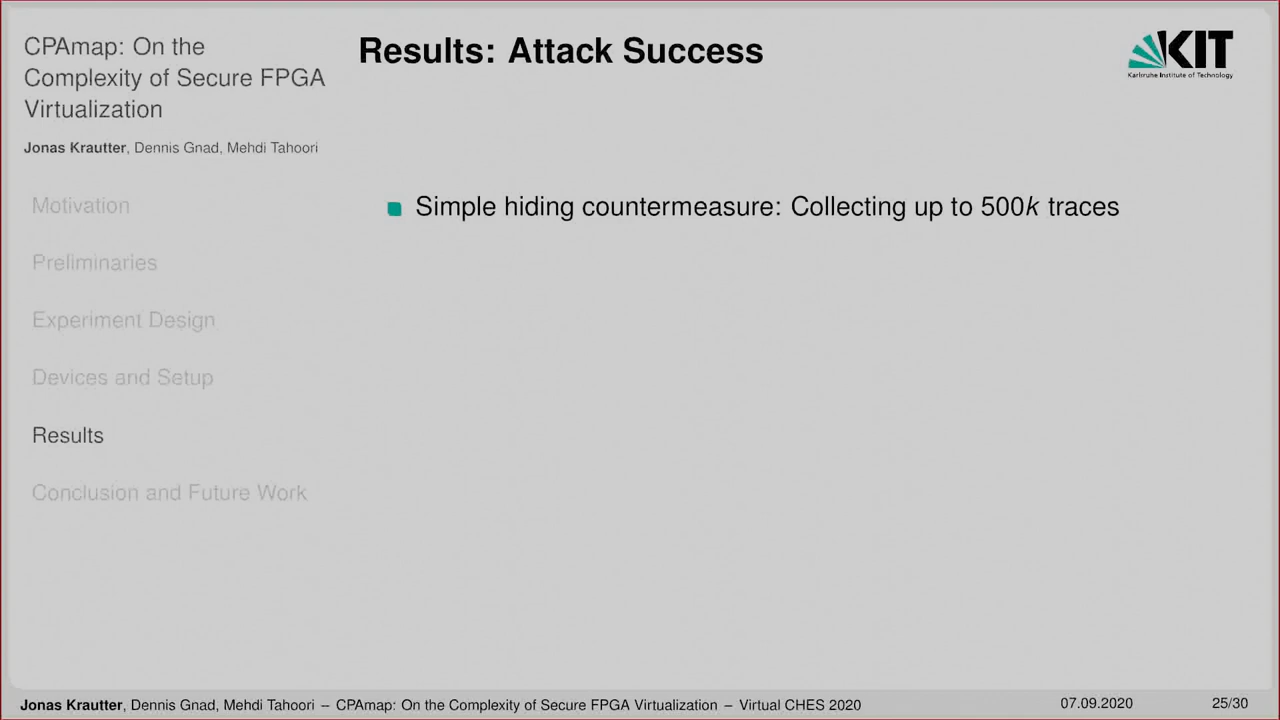 CPAmap: On the
Complexity of Secure FPGA
Virtualization
Jonas Krautter, Dennis Gnad, Mehdi Tahoori
Motivation
Preliminaries
Experiment Design
Devices and Setup
Results
Conclusion and Future Work
Results: Attack Success
KIT
Karlsruhe Institute of Technology
Simple hiding countermeasure: Collecting up to 500k traces
Jonas Krautter, Dennis Gnad, Mehdi Tahoori – CPAmap: On the Complexity of Secure FPGA Virtualization – Virtual CHES 2020
07.09.2020
25/30